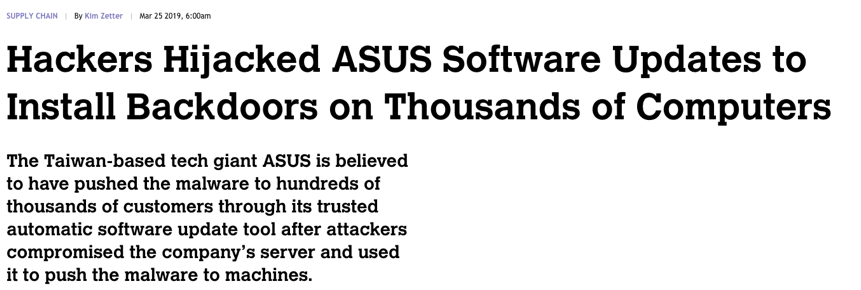 SUPPLY CHAIN | By Kim Zetter | Mar 25 2019, 6:00am
Hackers Hijacked ASUS Software Updates to
Install Backdoors on Thousands of Computers
The Taiwan-based tech giant ASUS is believed
to have pushed the malware to hundreds of
thousands of customers through its trusted
automatic software update tool after attackers
compromised the company’s server and used
it to push the malware to machines.